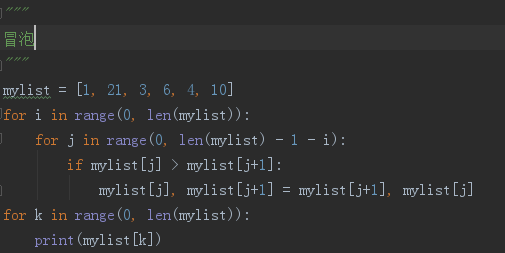 """
冒泡
"""
mylist = [1, 21, 3, 6, 4, 10]
for i in range(0, len(mylist)):
    for j in range(0, len(mylist) - 1 - i):
        if mylist[j] > mylist[j+1]:
            mylist[j], mylist[j+1] = mylist[j+1], mylist[j]
for k in range(0, len(mylist)):
    print(mylist[k])